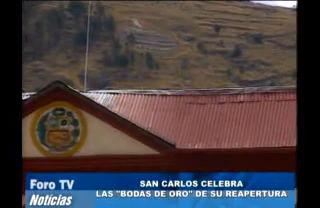 Foro TV
Noticias
SAN CARLOS CELEBRA
LAS "BODAS DE ORO" DE SU REAPERTURA